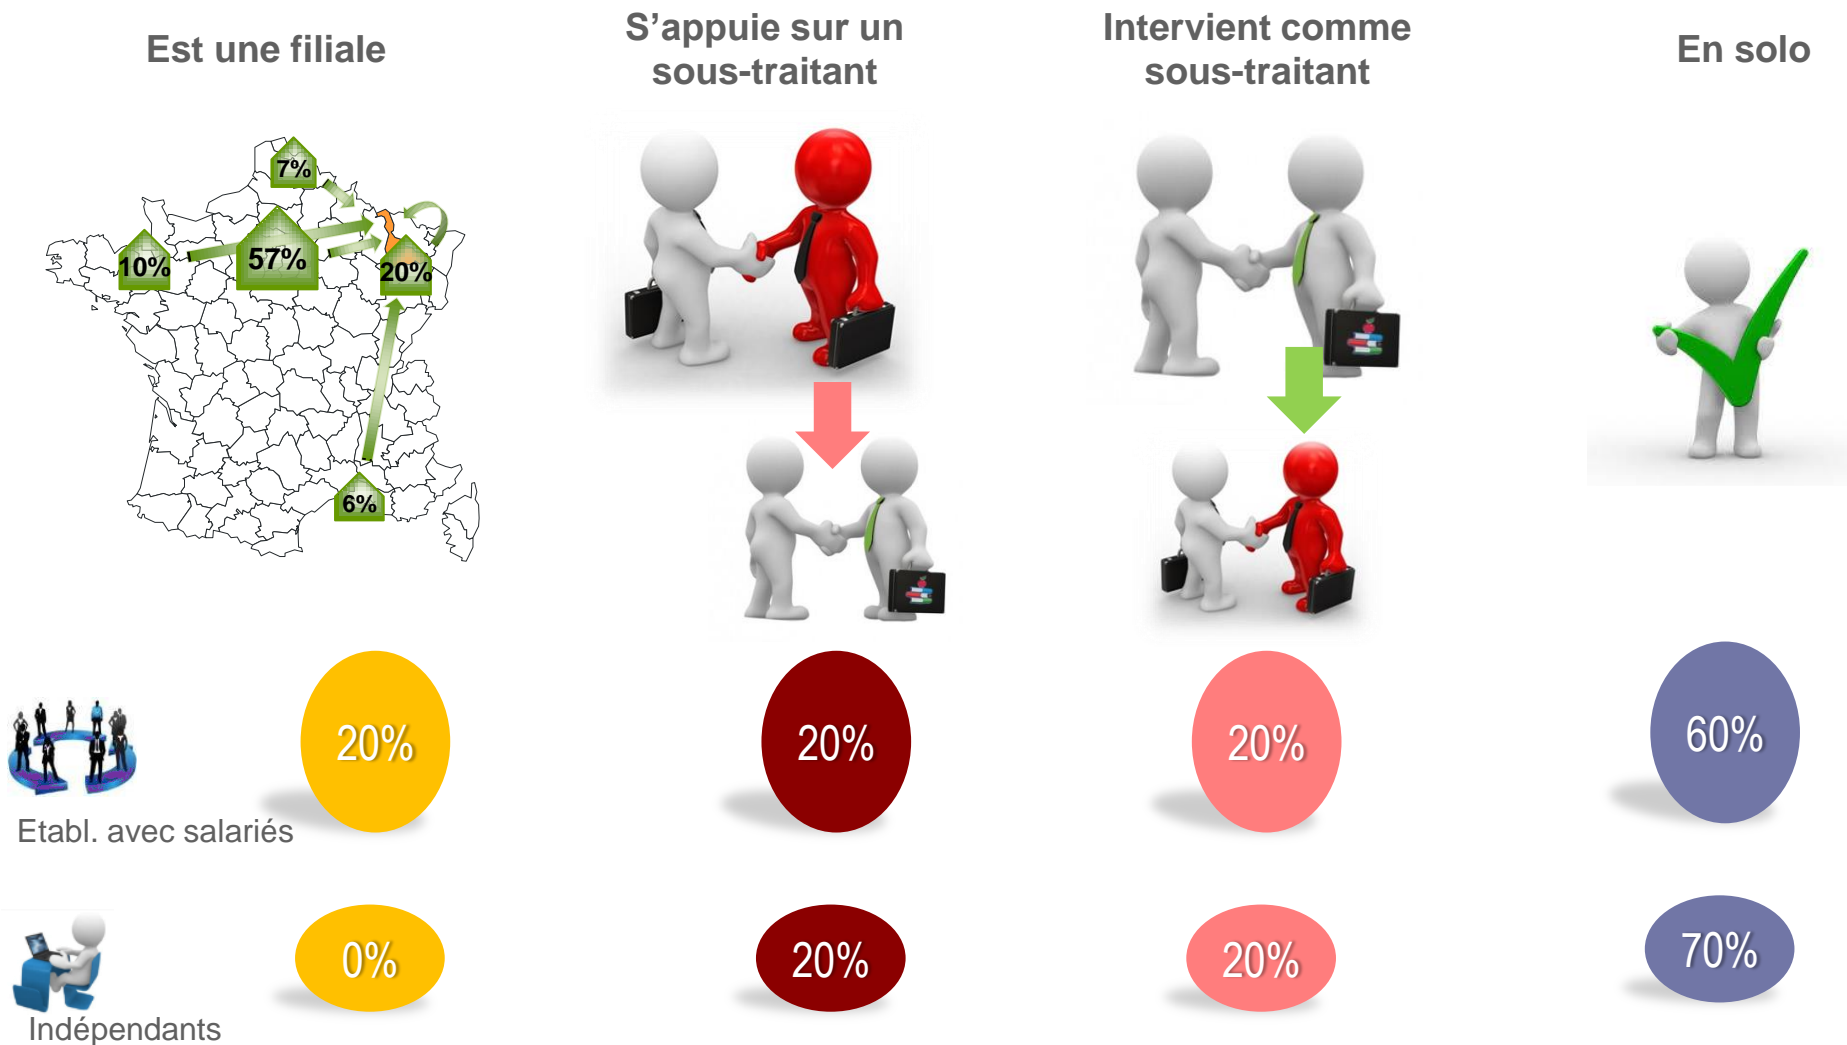 Est une filiale
S’appuie sur un
sous-traitant
Intervient comme
sous-traitant
En solo
7%
10%
57%
20%
6%
20%
20%
20%
60%
Etabl. avec salariés
0%
20%
20%
70%
Indépendants